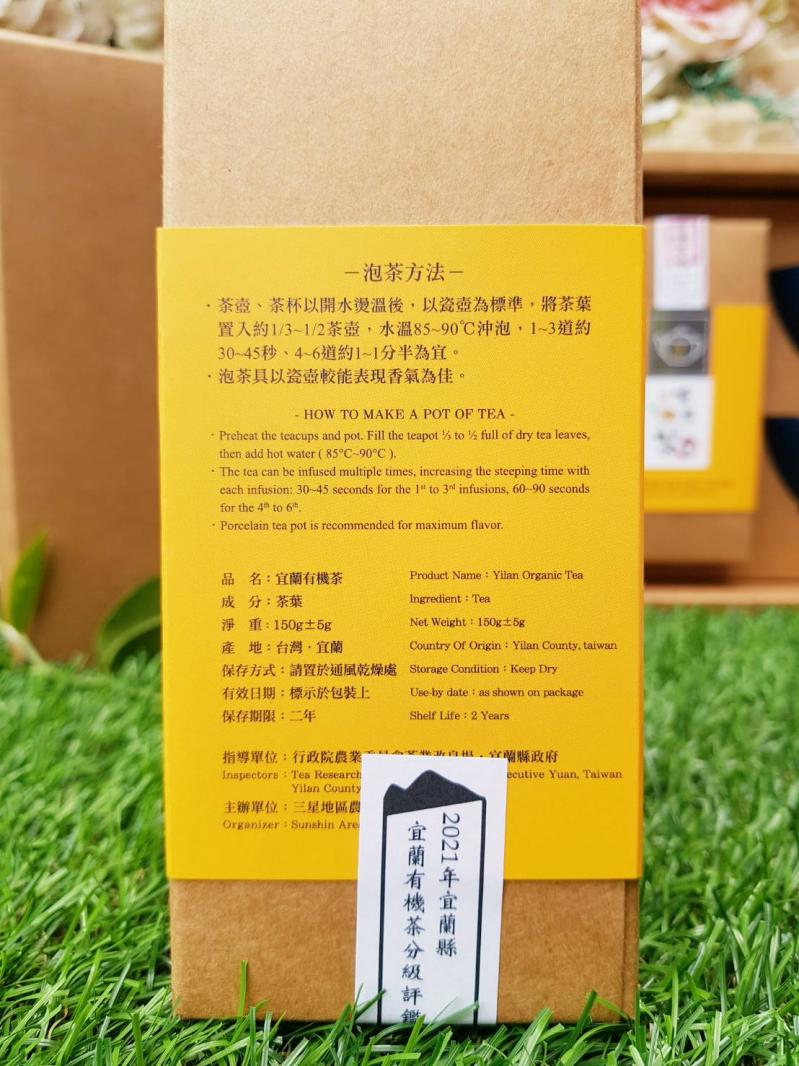 －泡茶方法－
・茶壺、茶杯以開水燙溫後，以瓷壺為標準，將茶葉
置入約1/3~1/2茶壺，水溫85~90℃沖泡，1~3道約
30~45秒、4~6道約1~1分半為宜。
・泡茶具以瓷壺較能表現香氣為佳。
- HOW TO MAKE A POT OF TEA -
· Preheat the teacups and pot. Fill the teapot ⅓ to ½ full of dry tea leaves,
then add hot water ( 85°C~90°C ).
· The tea can be infused multiple times, increasing the steeping time with
each infusion: 30~45 seconds for the 1st to 3rd infusions, 60~90 seconds
for the 4th to 6th.
· Porcelain tea pot is recommended for maximum flavor.
品　名：宜蘭有機茶 Product Name：Yilan Organic Tea
成　分：茶葉 Ingredient：Tea
淨　重：150g±5g Net Weight：150g±5g
產　地：台灣・宜蘭 Country Of Origin：Yilan County, taiwan
保存方式：請置於通風乾燥處 Storage Condition：Keep Dry
有效日期：標示於包裝上 Use-by date：as shown on package
保存期限：二年 Shelf Life：2 Years
指導單位：行政院農業委員會茶業改良場・宜蘭縣政府
Inspectors：Tea Research ecutive Yuan, Taiwan
Yilan County
主辦單位：三星地區農
Organizer：Sunshin Area
2021年宜蘭縣
宜蘭有機茶分級評鑑